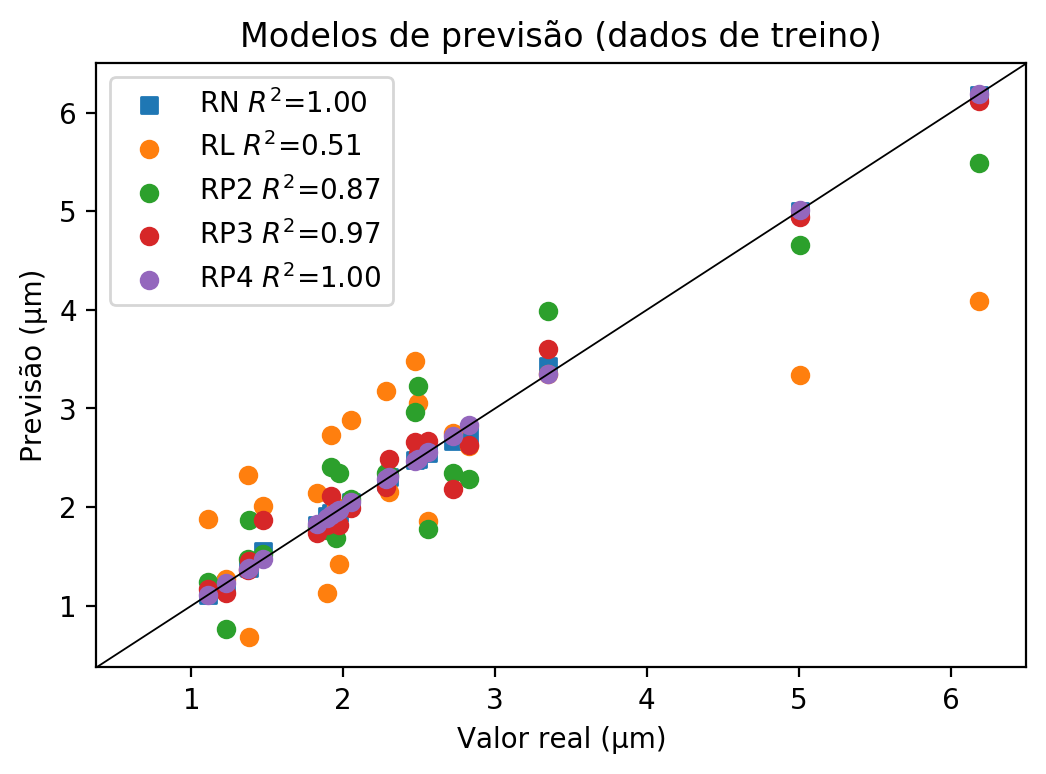 Modelos de previsão (dados de treino)
RN R²=1.00
RL R²=0.51
RP2 R²=0.87
RP3 R²=0.97
RP4 R²=1.00
Previsão (μm)
6
5
4
3
2
1
1 2 3 4 5 6
Valor real (μm)